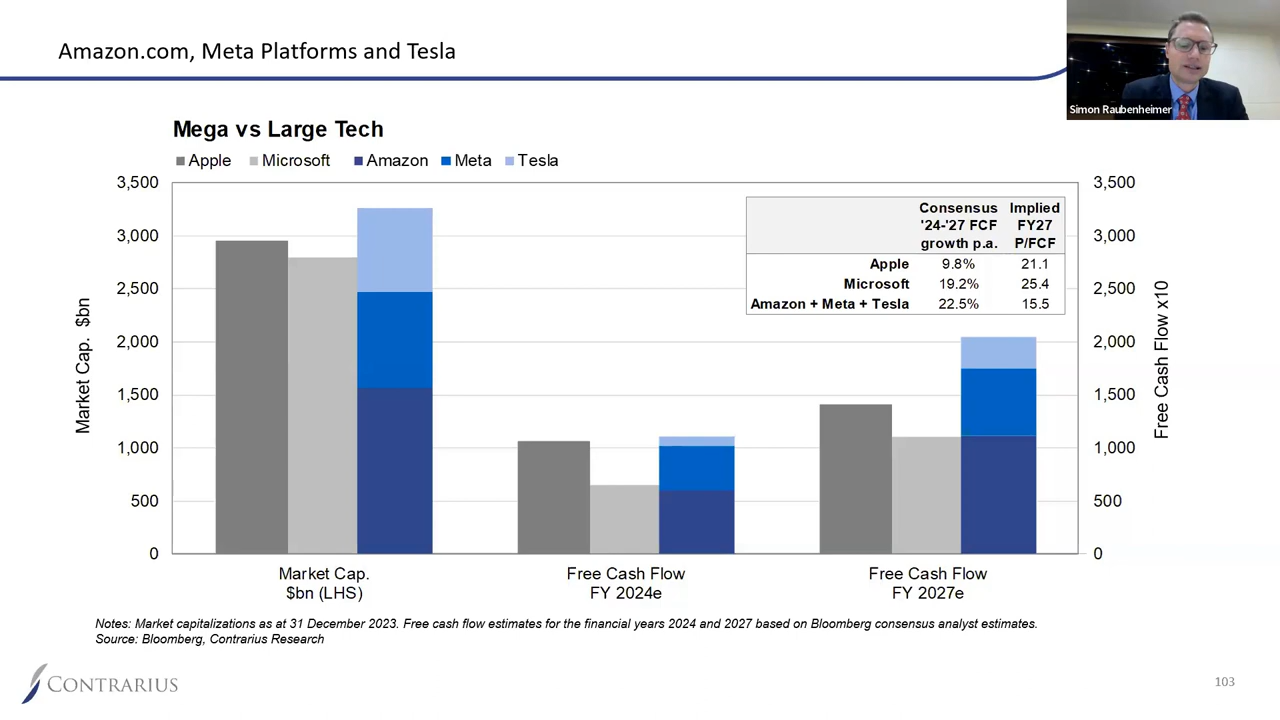 Amazon.com, Meta Platforms and Tesla
Simon Raubenheimer
Mega vs Large Tech
Apple Microsoft Amazon Meta Tesla
3,500
3,000
2,500
2,000
1,500
1,000
500
0
Market Cap. $bn
Consensus Implied
'24-'27 FCF FY27
growth p.a. P/FCF
Apple 9.8% 21.1
Microsoft 19.2% 25.4
Amazon + Meta + Tesla 22.5% 15.5
3,500
3,000
2,500
2,000
1,500
1,000
500
0
Free Cash Flow x10
Market Cap.
$bn (LHS)
Free Cash Flow
FY 2024e
Free Cash Flow
FY 2027e
Notes: Market capitalizations as at 31 December 2023. Free cash flow estimates for the financial years 2024 and 2027 based on Bloomberg consensus analyst estimates.
Source: Bloomberg, Contrarius Research
CONTRARIUS
103